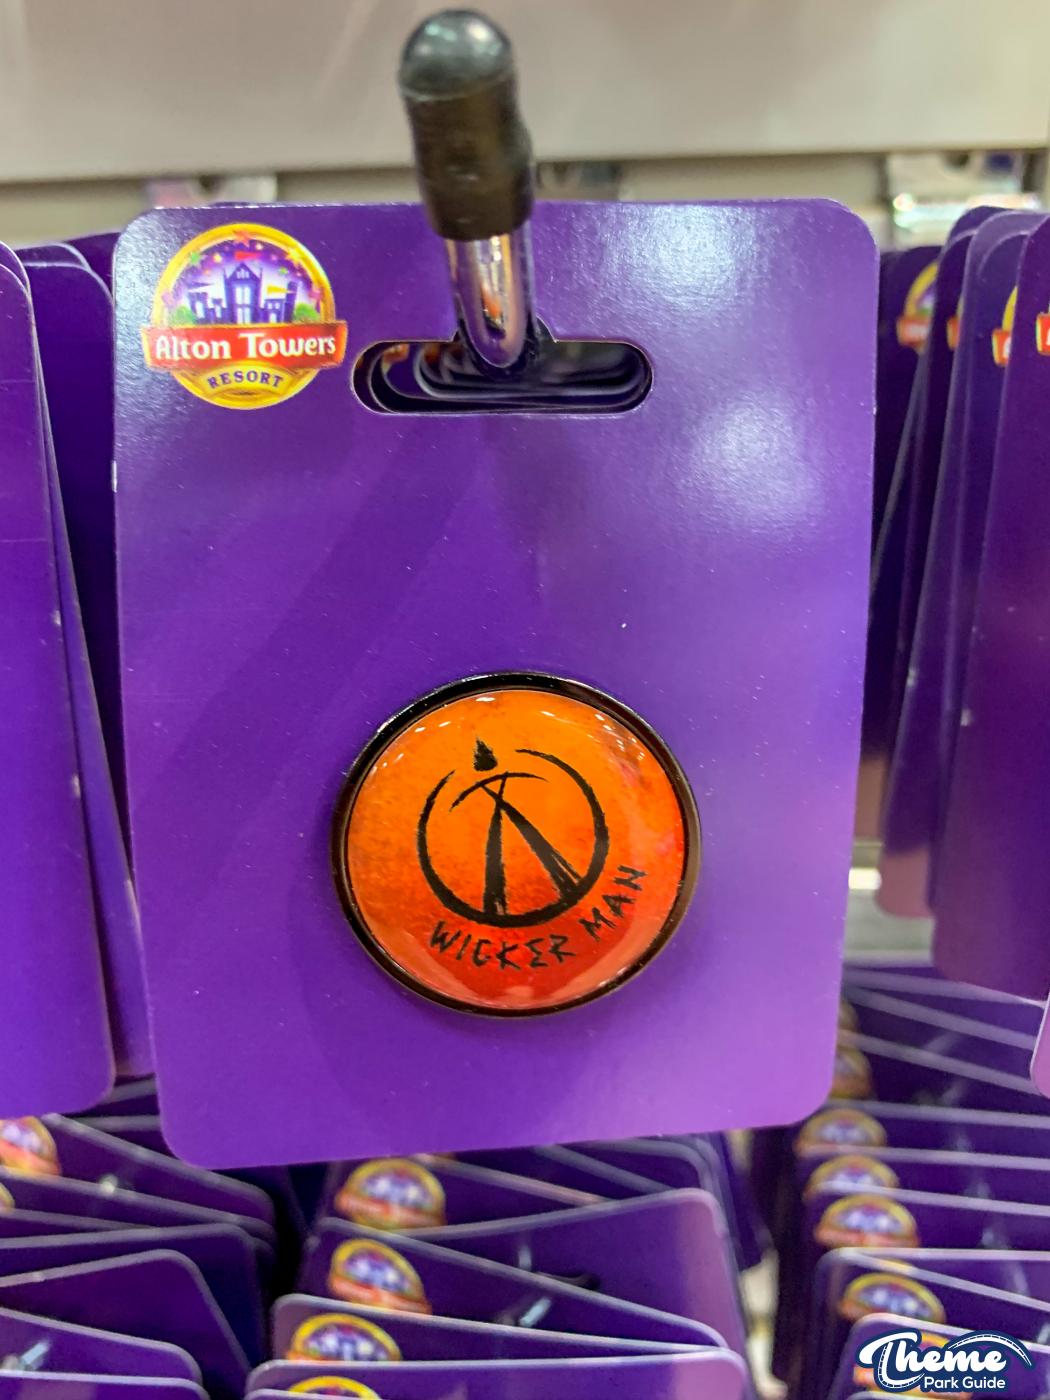 Alton Towers
RESORT
WICKER MAN
Theme
Park Guide